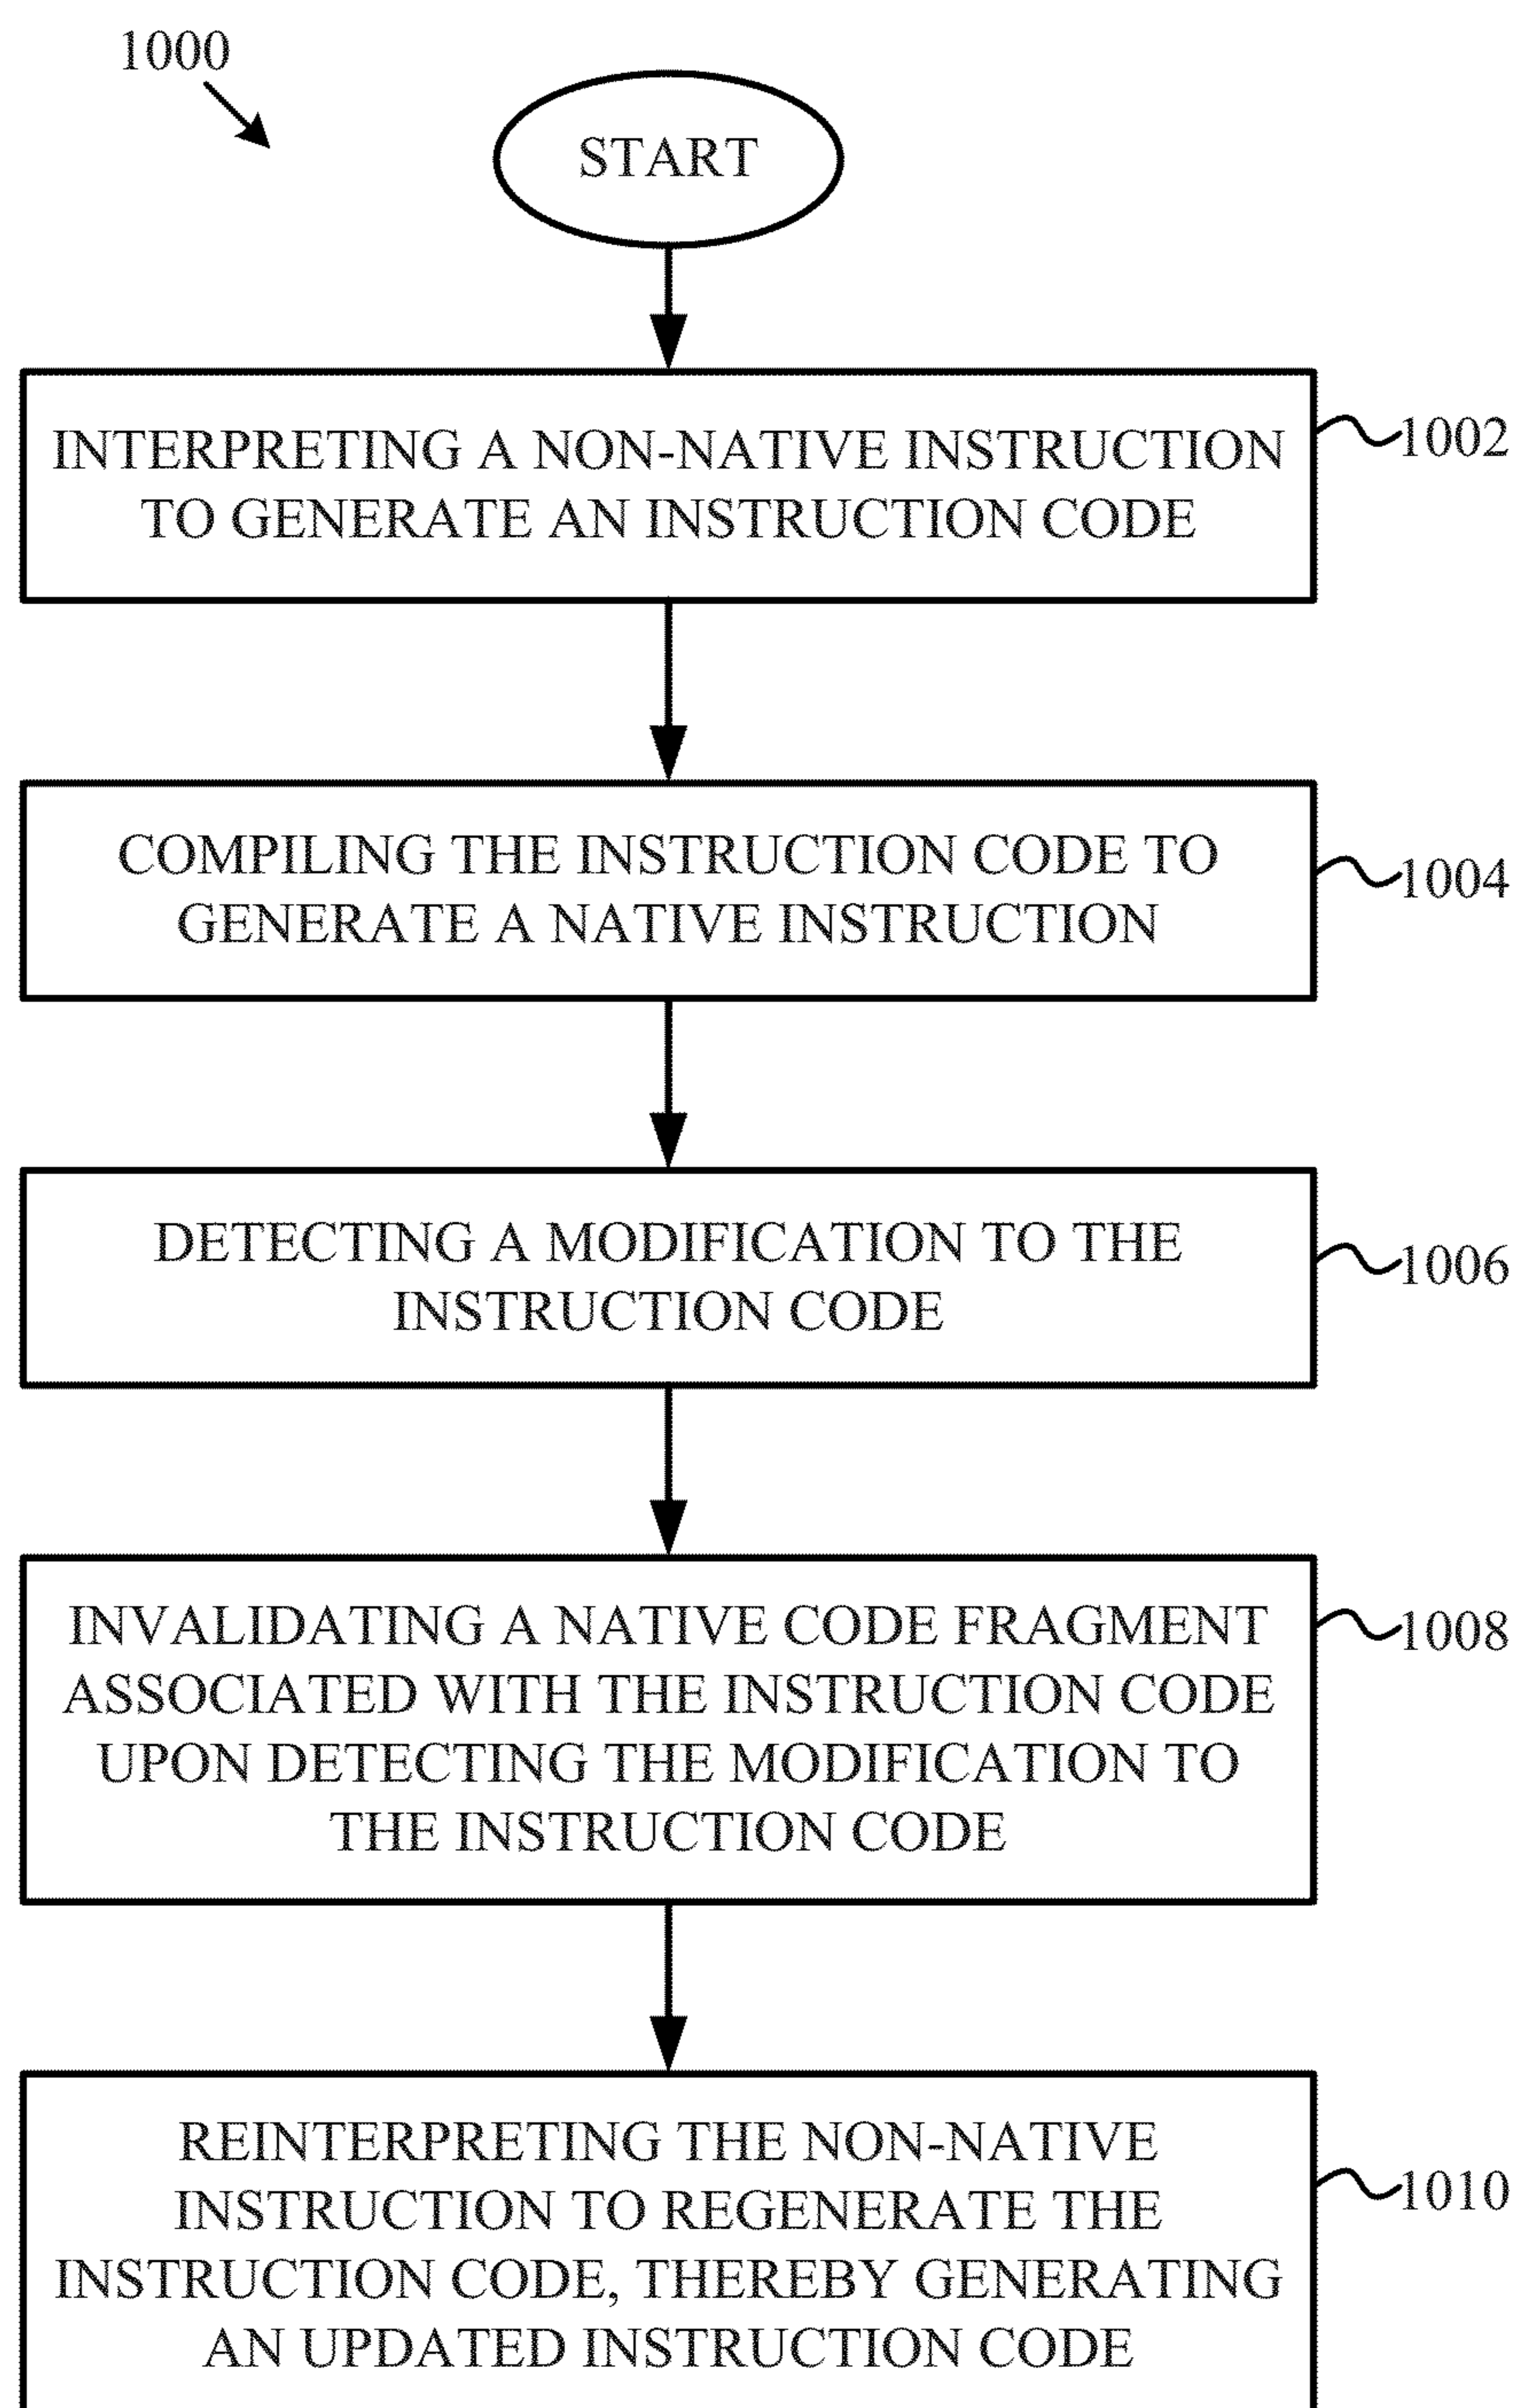 1000
START
INTERPRETING A NON-NATIVE INSTRUCTION
TO GENERATE AN INSTRUCTION CODE
1002
COMPILING THE INSTRUCTION CODE TO
GENERATE A NATIVE INSTRUCTION
1004
DETECTING A MODIFICATION TO THE
INSTRUCTION CODE
1006
INVALIDATING A NATIVE CODE FRAGMENT
ASSOCIATED WITH THE INSTRUCTION CODE
UPON DETECTING THE MODIFICATION TO
THE INSTRUCTION CODE
1008
REINTERPRETING THE NON-NATIVE
INSTRUCTION TO REGENERATE THE
INSTRUCTION CODE, THEREBY GENERATING
AN UPDATED INSTRUCTION CODE
1010